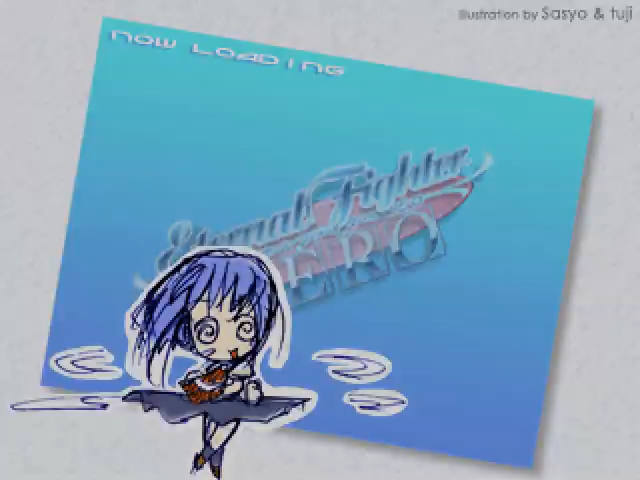 Illustration by Sasyo & tuji
NOW LOADING
Eternal Fighter
ZERO